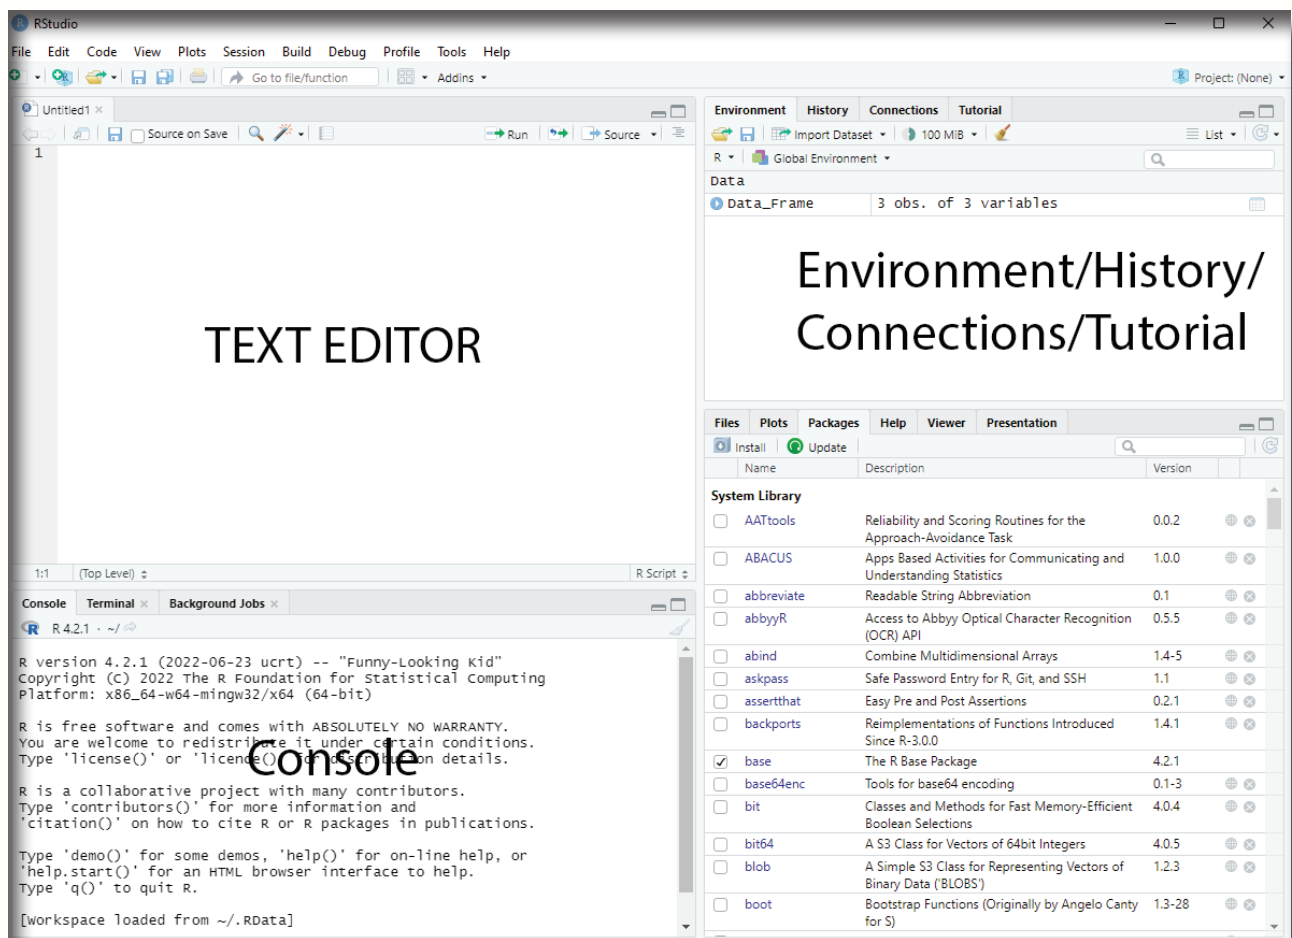 RStudio
File Edit Code View Plots Session Build Debug Profile Tools Help
Go to file/function Addins Project: (None)
Untitled1
Source on Save Run Source
1
TEXT EDITOR
1:1 (Top Level) R Script
Console Terminal Background Jobs
R 4.2.1 · ~/
R version 4.2.1 (2022-06-23 ucrt) -- "Funny-Looking Kid"
Copyright (C) 2022 The R Foundation for Statistical Computing
Platform: x86_64-w64-mingw32/x64 (64-bit)
R is free software and comes with ABSOLUTELY NO WARRANTY.
You are welcome to redistribute it under certain conditions.
Type 'license()' or 'licence()' for distribution details.
Console
R is a collaborative project with many contributors.
Type 'contributors()' for more information and
'citation()' on how to cite R or R packages in publications.
Type 'demo()' for some demos, 'help()' for on-line help, or
'help.start()' for an HTML browser interface to help.
Type 'q()' to quit R.
[Workspace loaded from ~/.RData]
Environment History Connections Tutorial
Import Dataset 100 MiB List
R Global Environment
Data
Data_Frame 3 obs. of 3 variables
Environment/History/
Connections/Tutorial
Files Plots Packages Help Viewer Presentation
Install Update
Name Description Version
System Library
AATtools Reliability and Scoring Routines for the 0.0.2
Approach-Avoidance Task
ABACUS Apps Based Activities for Communicating and 1.0.0
Understanding Statistics
abbreviate Readable String Abbreviation 0.1
abbyyR Access to Abbyy Optical Character Recognition 0.5.5
(OCR) API
abind Combine Multidimensional Arrays 1.4-5
askpass Safe Password Entry for R, Git, and SSH 1.1
assertthat Easy Pre and Post Assertions 0.2.1
backports Reimplementations of Functions Introduced 1.4.1
Since R-3.0.0
base The R Base Package 4.2.1
base64enc Tools for base64 encoding 0.1-3
bit Classes and Methods for Fast Memory-Efficient 4.0.4
Boolean Selections
bit64 A S3 Class for Vectors of 64bit Integers 4.0.5
blob A Simple S3 Class for Representing Vectors of 1.2.3
Binary Data ('BLOBS')
boot Bootstrap Functions (Originally by Angelo Canty 1.3-28
for S)